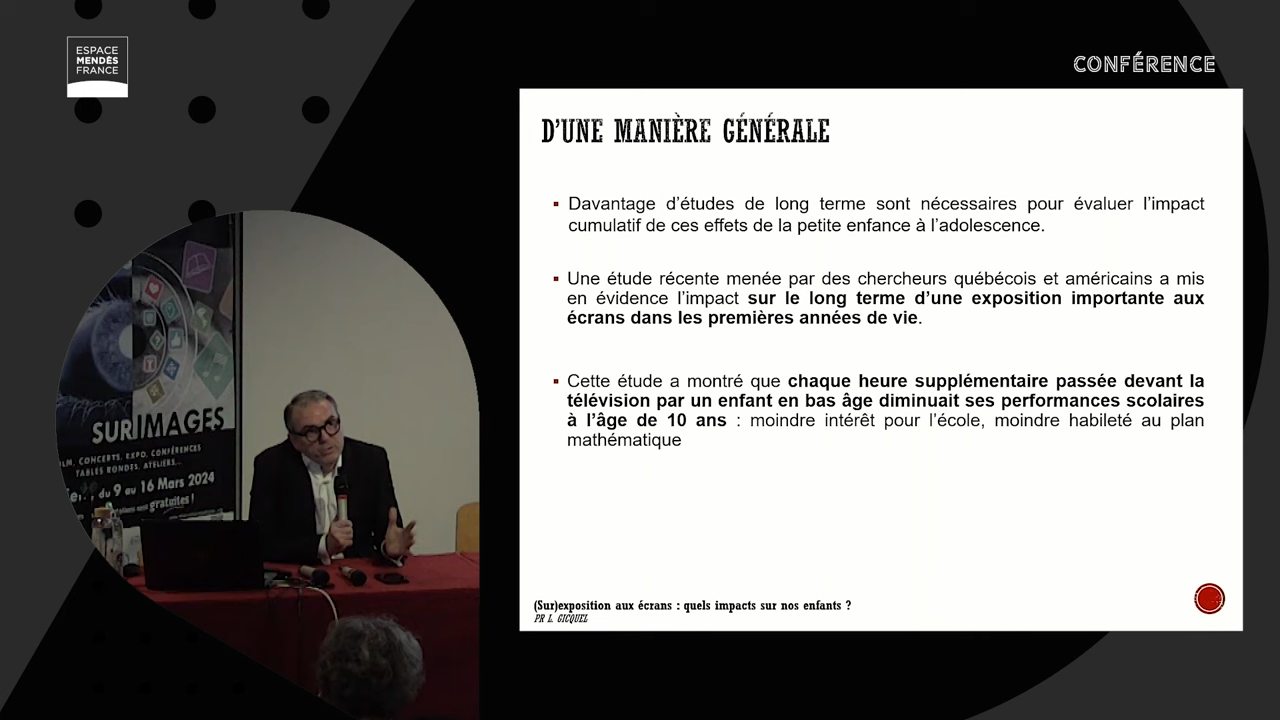 ESPACE
MENDÈS
FRANCE
CONFÉRENCE
D'UNE MANIÈRE GÉNÉRALE
▪ Davantage d'études de long terme sont nécessaires pour évaluer l'impact
cumulatif de ces effets de la petite enfance à l'adolescence.
▪ Une étude récente menée par des chercheurs québécois et américains a mis
en évidence l'impact sur le long terme d'une exposition importante aux
écrans dans les premières années de vie.
▪ Cette étude a montré que chaque heure supplémentaire passée devant la
télévision par un enfant en bas âge diminuait ses performances scolaires
à l'âge de 10 ans : moindre intérêt pour l'école, moindre habileté au plan
mathématique
(Sur)exposition aux écrans : quels impacts sur nos enfants ?
PR L. GICQUEL
SUR IMAGES
CONCERTS, EXPO, CONFÉRENCES
TABLES RONDES, ATELIERS...
du 9 au 16 Mars 2024
gratuites !